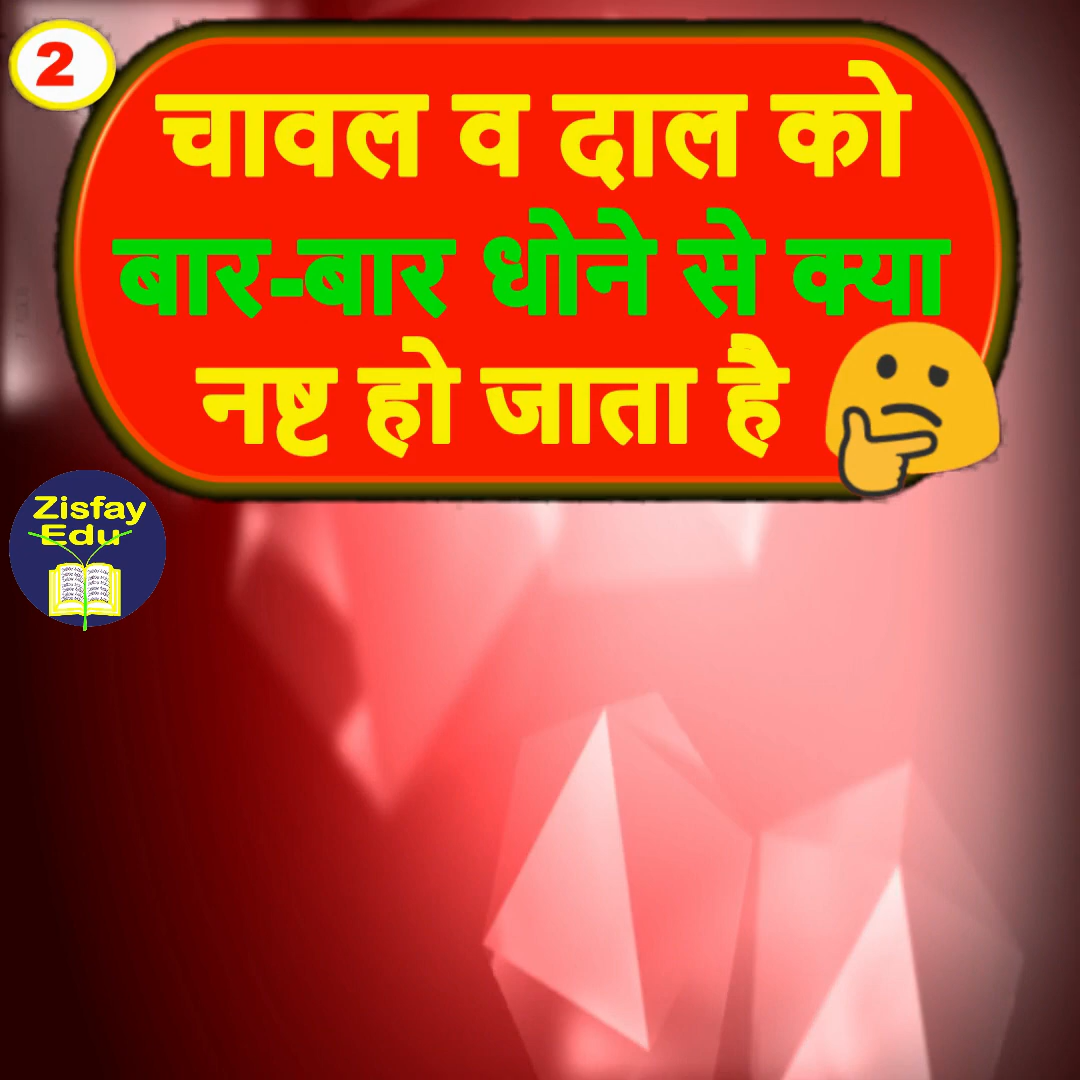 2
चावल व दाल को
बार-बार धोने से क्या
नष्ट हो जाता है
Zisfay
Edu